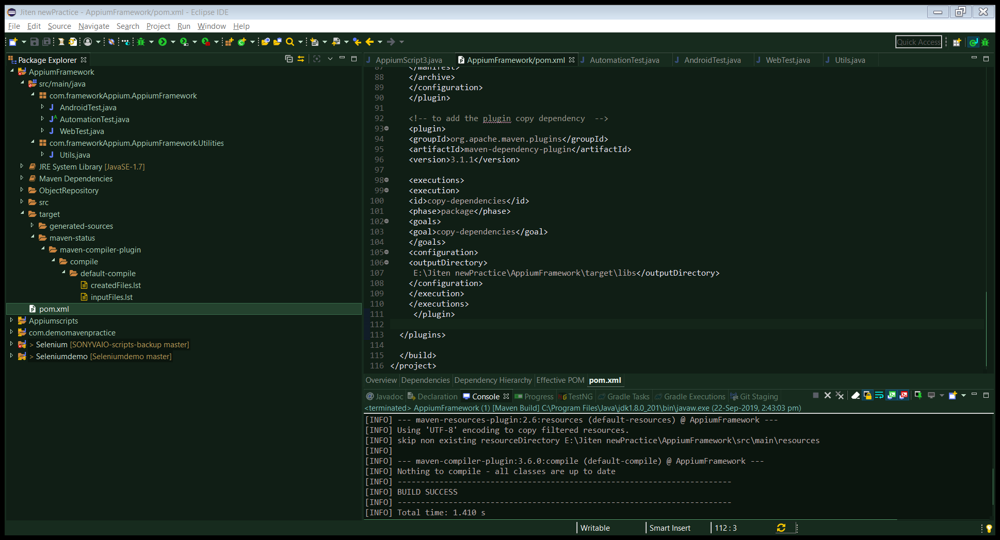 Jiten newPractice - AppiumFramework/pom.xml - Eclipse IDE
File Edit Source Navigate Search Project Run Window Help
Quick Access
Package Explorer
AppiumFramework
src/main/java
com.frameworkAppium.AppiumFramework
AndroidTest.java
AutomationTest.java
WebTest.java
com.frameworkAppium.AppiumFramework.Utilities
Utils.java
JRE System Library [JavaSE-1.7]
Maven Dependencies
ObjectRepository
src
target
generated-sources
maven-status
maven-compiler-plugin
compile
default-compile
createdFiles.lst
inputFiles.lst
pom.xml
Appiumscripts
com.demomavenpractice
> Selenium [SONYVAIO-scripts-backup master]
> Seleniumdemo [Seleniumdemo master]
AppiumScript3.java AppiumFramework/pom.xml AutomationTest.java AndroidTest.java WebTest.java Utils.java
87 </manifest>
88 </archive>
89 </configuration>
90 </plugin>
91
92 <!-- to add the plugin copy dependency  -->
93 <plugin>
94 <groupId>org.apache.maven.plugins</groupId>
95 <artifactId>maven-dependency-plugin</artifactId>
96 <version>3.1.1</version>
97
98 <executions>
99 <execution>
100 <id>copy-dependencies</id>
101 <phase>package</phase>
102 <goals>
103 <goal>copy-dependencies</goal>
104 </goals>
105 <configuration>
106 <outputDirectory>
107 E:\Jiten newPractice\AppiumFramework\target\libs</outputDirectory>
108 </configuration>
109 </execution>
110 </executions>
111 </plugin>
112
113 </plugins>
114
115 </build>
116 </project>
Overview Dependencies Dependency Hierarchy Effective POM pom.xml
Javadoc Declaration Console Progress TestNG Gradle Tasks Gradle Executions Git Staging
<terminated> AppiumFramework (1) [Maven Build] C:\Program Files\Java\jdk1.8.0_201\bin\javaw.exe (22-Sep-2019, 2:43:03 pm)
[INFO] --- maven-resources-plugin:2.6:resources (default-resources) @ AppiumFramework ---
[INFO] Using 'UTF-8' encoding to copy filtered resources.
[INFO] skip non existing resourceDirectory E:\Jiten newPractice\AppiumFramework\src\main\resources
[INFO]
[INFO] --- maven-compiler-plugin:3.6.0:compile (default-compile) @ AppiumFramework ---
[INFO] Nothing to compile - all classes are up to date
[INFO] ------------------------------------------------------------------------
[INFO] BUILD SUCCESS
[INFO] ------------------------------------------------------------------------
[INFO] Total time: 1.410 s
Writable Smart Insert 112 : 3